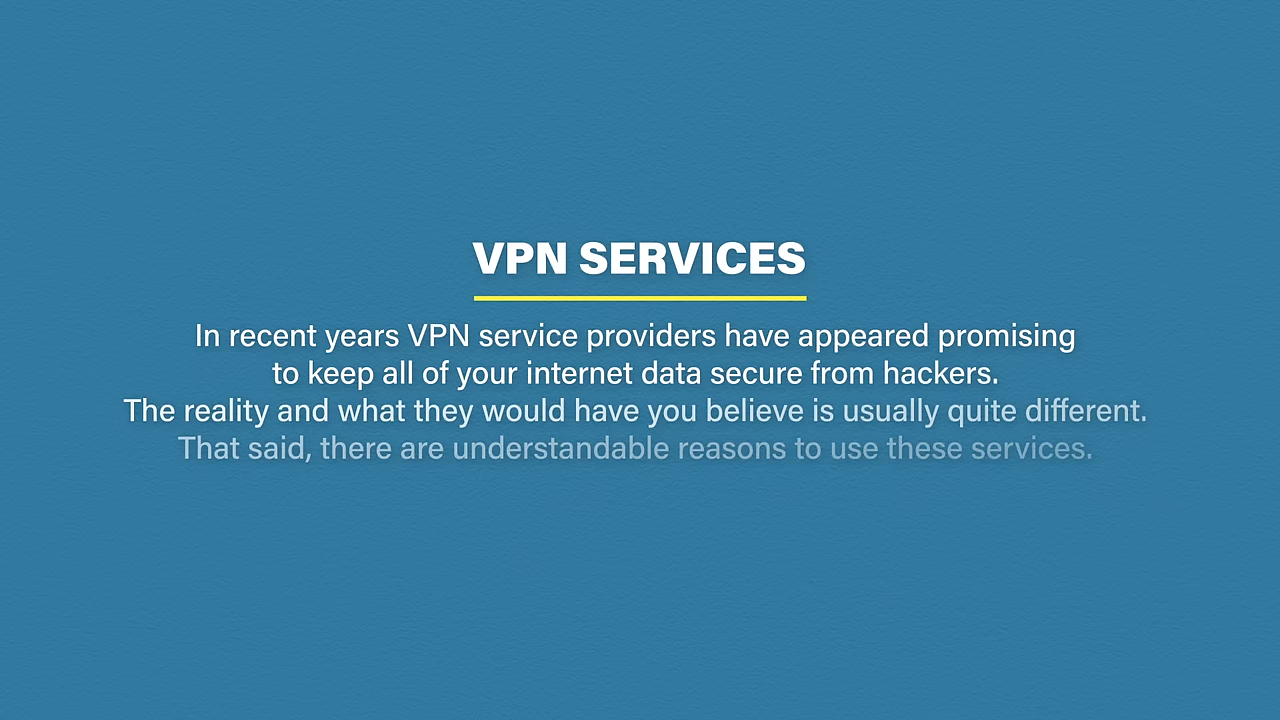 VPN SERVICES
In recent years VPN service providers have appeared promising
to keep all of your internet data secure from hackers.
The reality and what they would have you believe is usually quite different.
That said, there are understandable reasons to use these services.